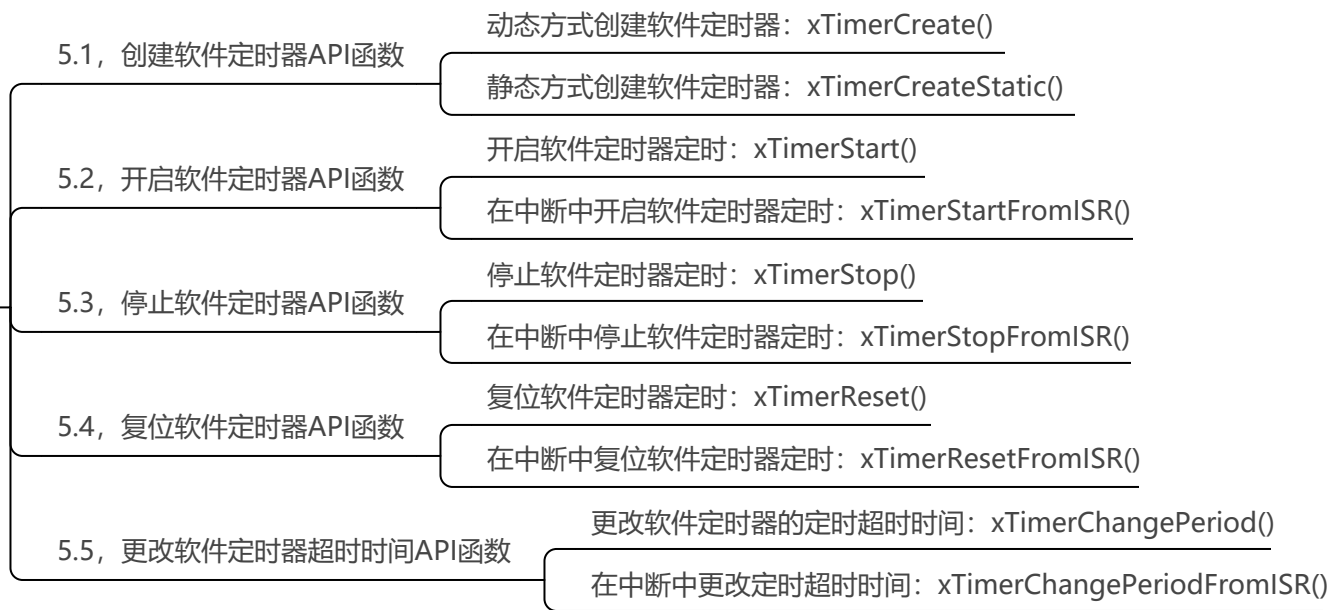 5.1，创建软件定时器API函数
动态方式创建软件定时器：xTimerCreate()
静态方式创建软件定时器：xTimerCreateStatic()
5.2，开启软件定时器API函数
开启软件定时器定时：xTimerStart()
在中断中开启软件定时器定时：xTimerStartFromISR()
5.3，停止软件定时器API函数
停止软件定时器定时：xTimerStop()
在中断中停止软件定时器定时：xTimerStopFromISR()
5.4，复位软件定时器API函数
复位软件定时器定时：xTimerReset()
在中断中复位软件定时器定时：xTimerResetFromISR()
5.5，更改软件定时器超时时间API函数
更改软件定时器的定时超时时间：xTimerChangePeriod()
在中断中更改定时超时时间：xTimerChangePeriodFromISR()